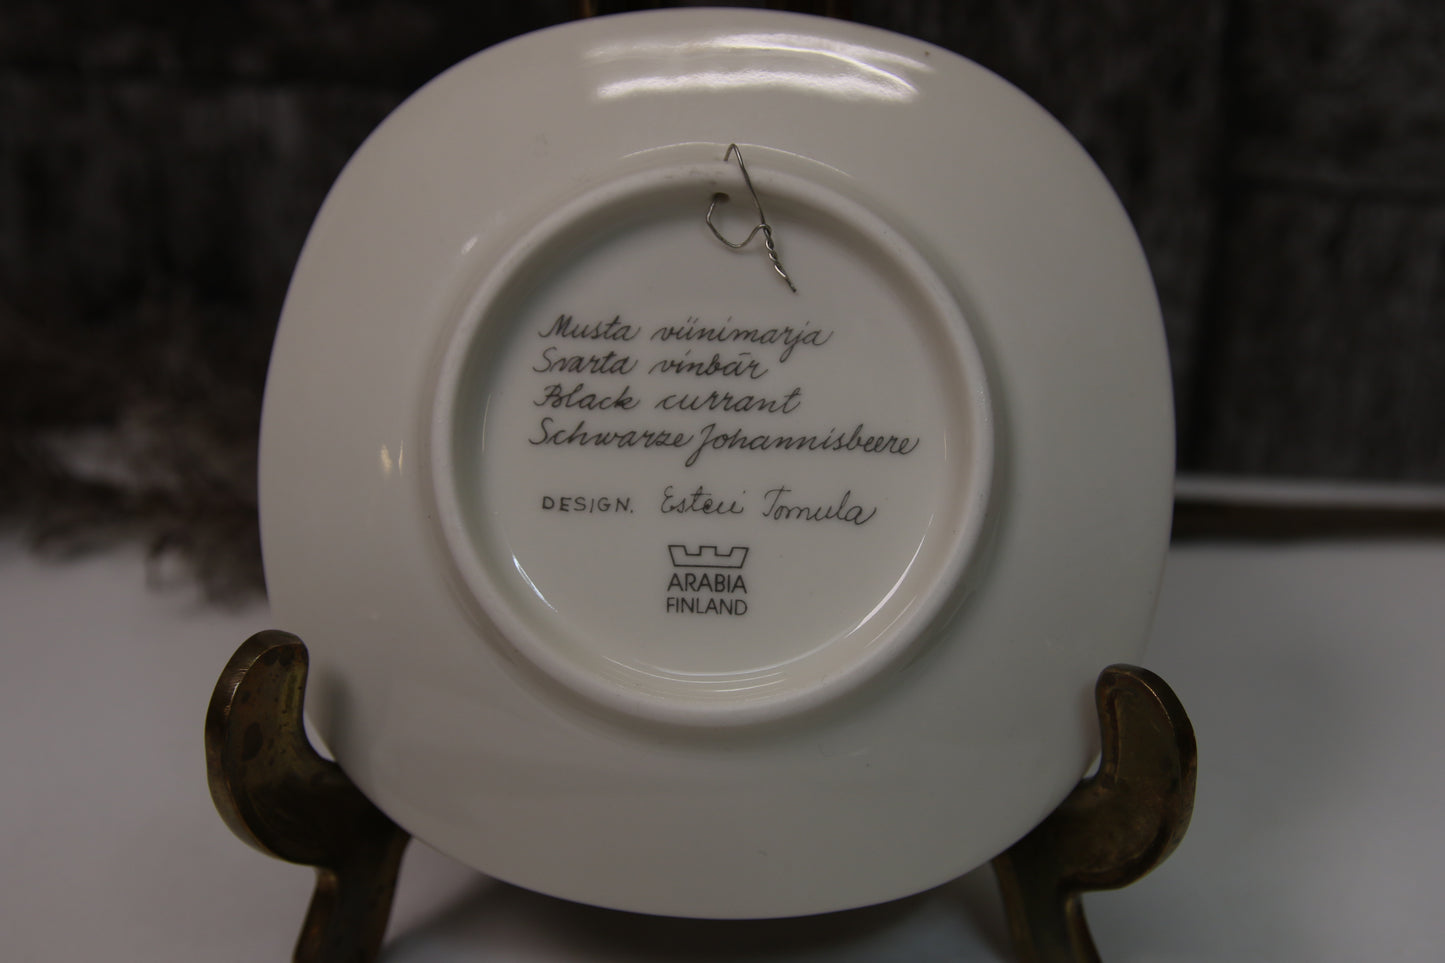 Musta viinimarja
Svarta vinbär
Black currant
Schwarze Johannisbeere
DESIGN. Esteri Tomula
ARABIA
FINLAND